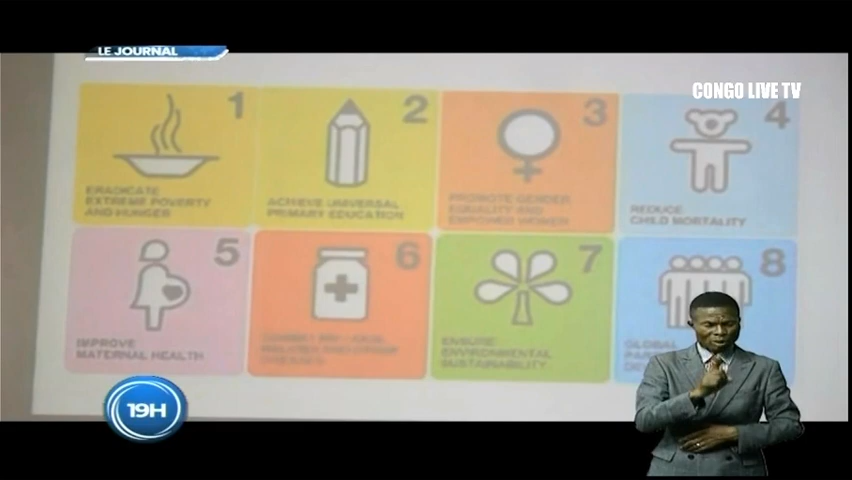 LE JOURNAL
CONGO LIVE TV
1
ERADICATE
EXTREME POVERTY
AND HUNGER
2
ACHIEVE UNIVERSAL
PRIMARY EDUCATION
3
PROMOTE GENDER
EQUALITY AND
EMPOWER WOMEN
4
REDUCE
CHILD MORTALITY
5
IMPROVE
MATERNAL HEALTH
6
7
ENSURE
ENVIRONMENTAL
SUSTAINABILITY
8
GLOBAL
19H